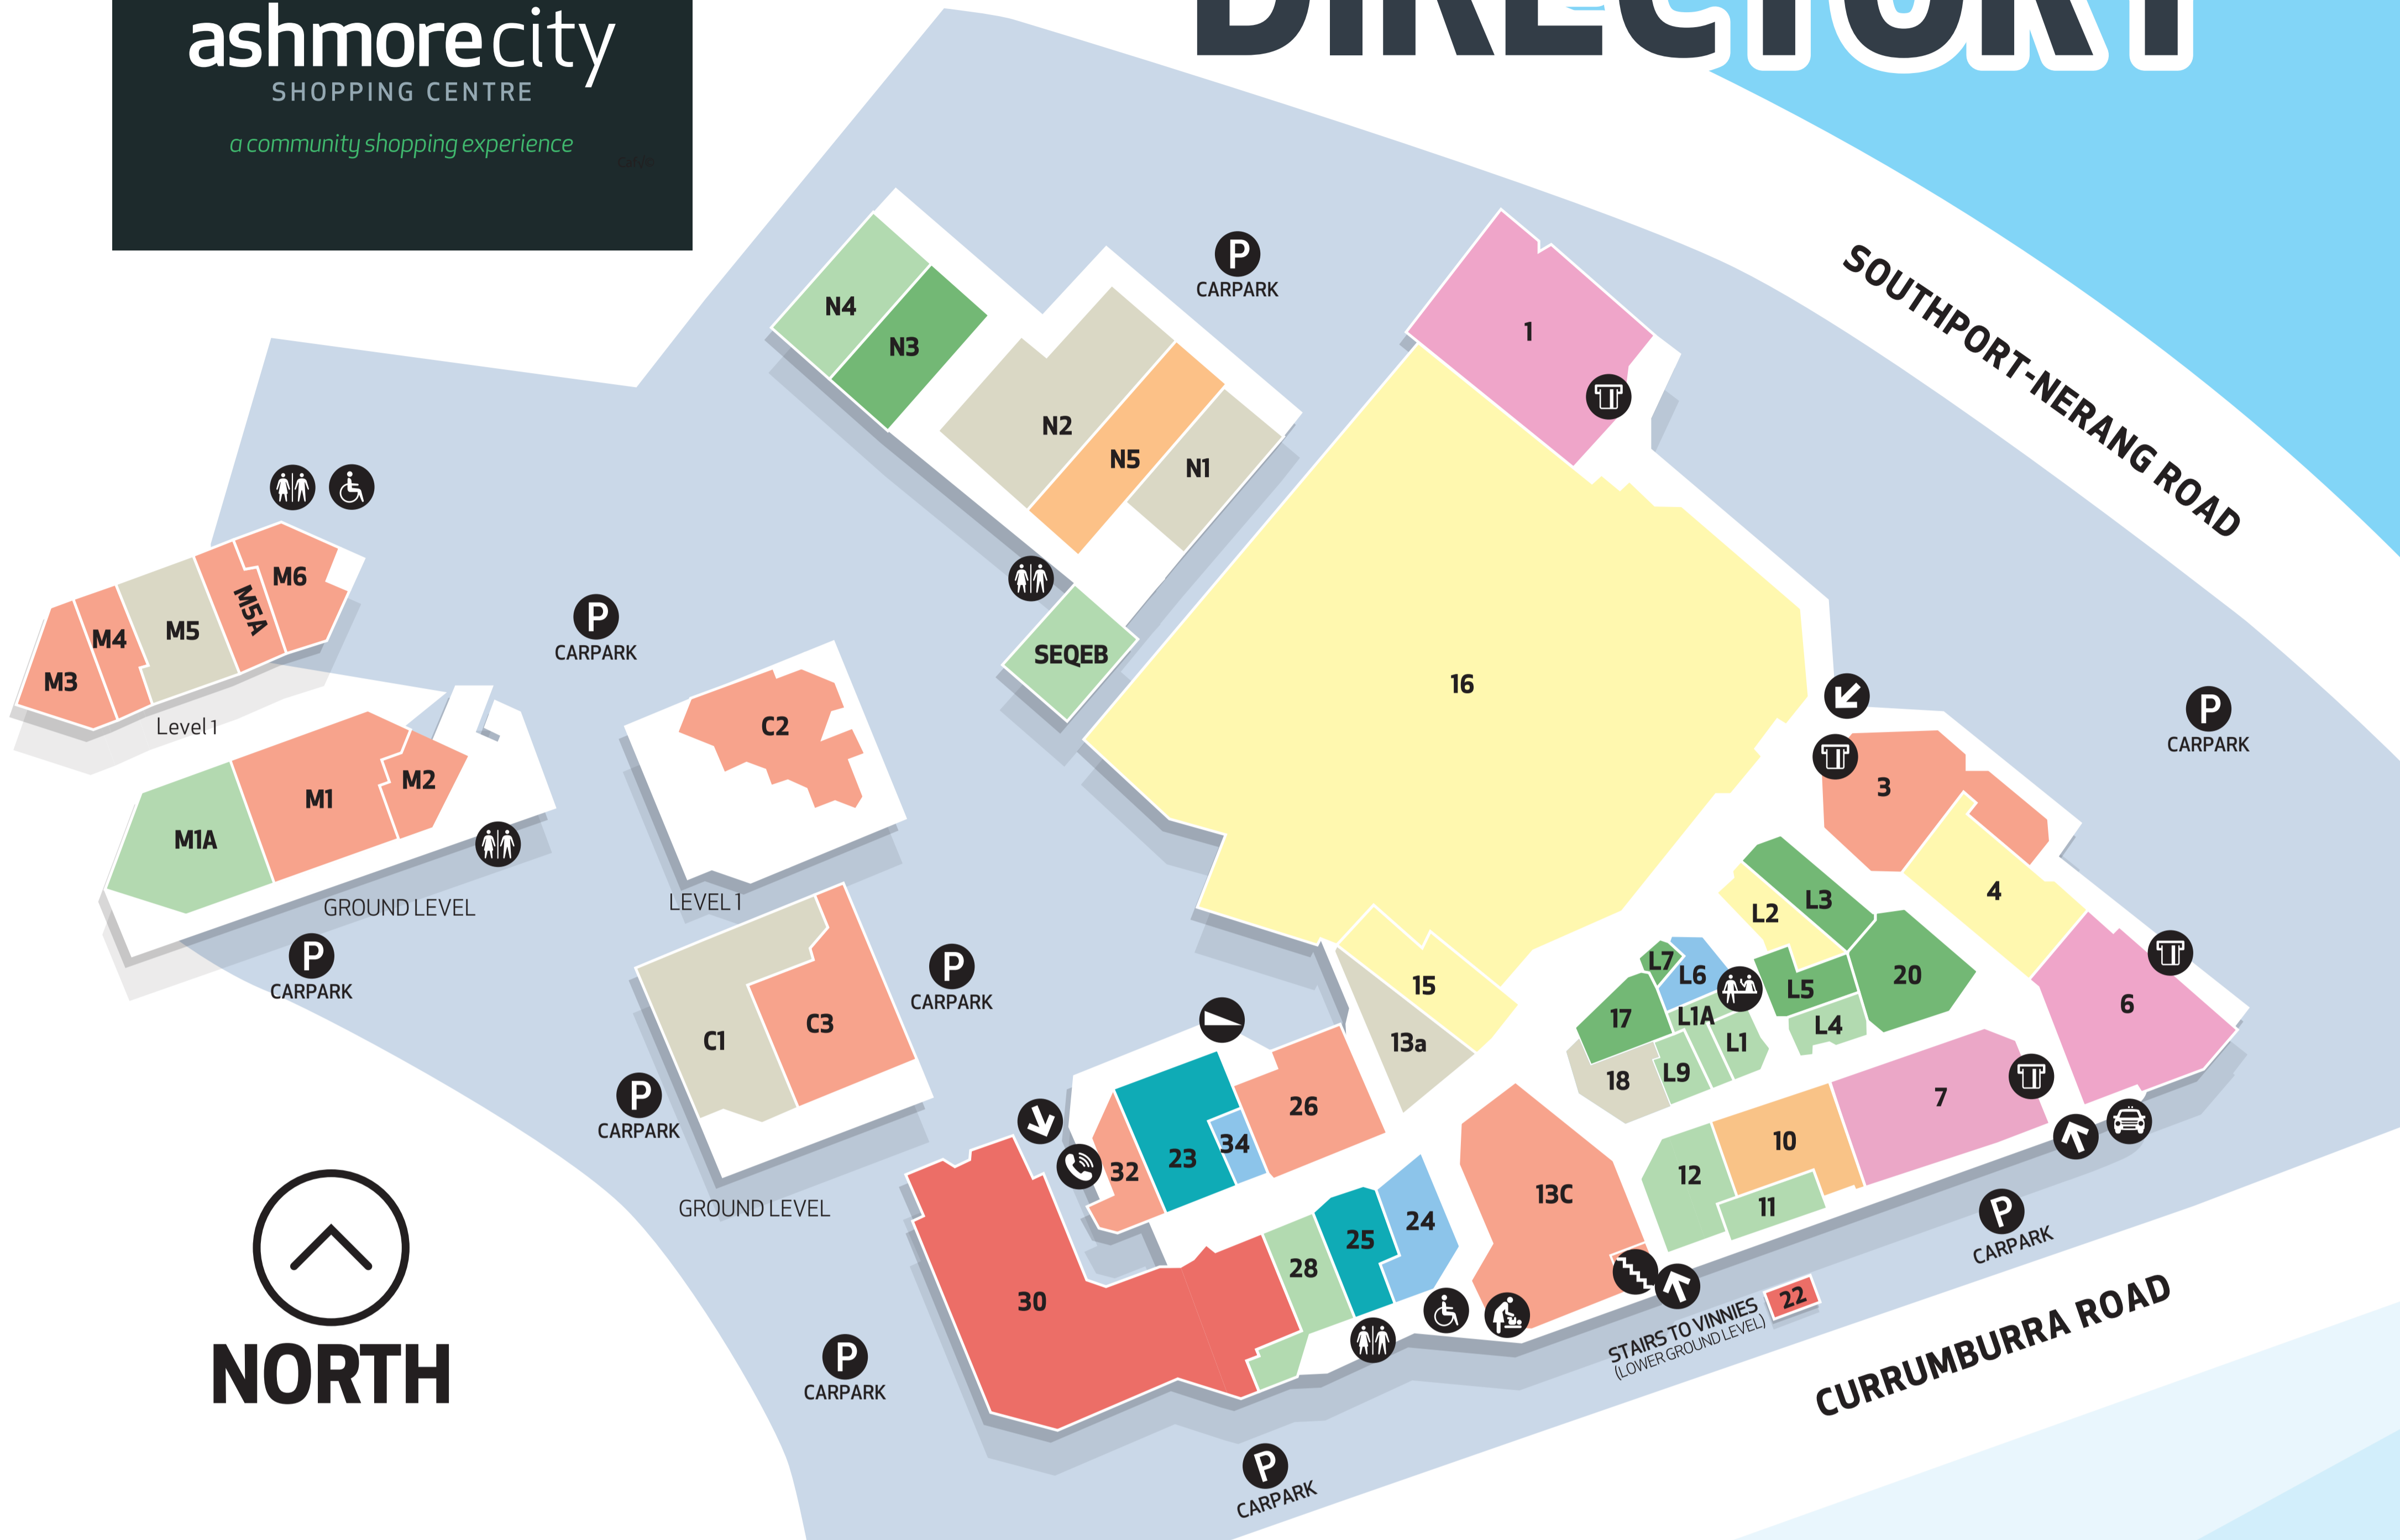 ashmorecity
SHOPPING CENTRE
a community shopping experience
DIRECTORY
SOUTHPORT-NERANG ROAD
P
CARPARK
N4
N3
N2
N5
N1
SEQEB
1
16
M6
M5A
M5
M4
M3
Level 1
P
CARPARK
M2
M1
M1A
GROUND LEVEL
P
CARPARK
C2
LEVEL 1
C1
C3
GROUND LEVEL
P
CARPARK
P
CARPARK
P
CARPARK
3
4
6
L3
L2
L7
L6
L5
20
17
L1A
L1
L4
18
L9
7
10
12
11
15
13a
13C
26
34
23
32
24
25
28
30
22
STAIRS TO VINNIES
(LOWER GROUND LEVEL)
P
CARPARK
CURRUMBURRA ROAD
P
CARPARK
P
CARPARK
NORTH